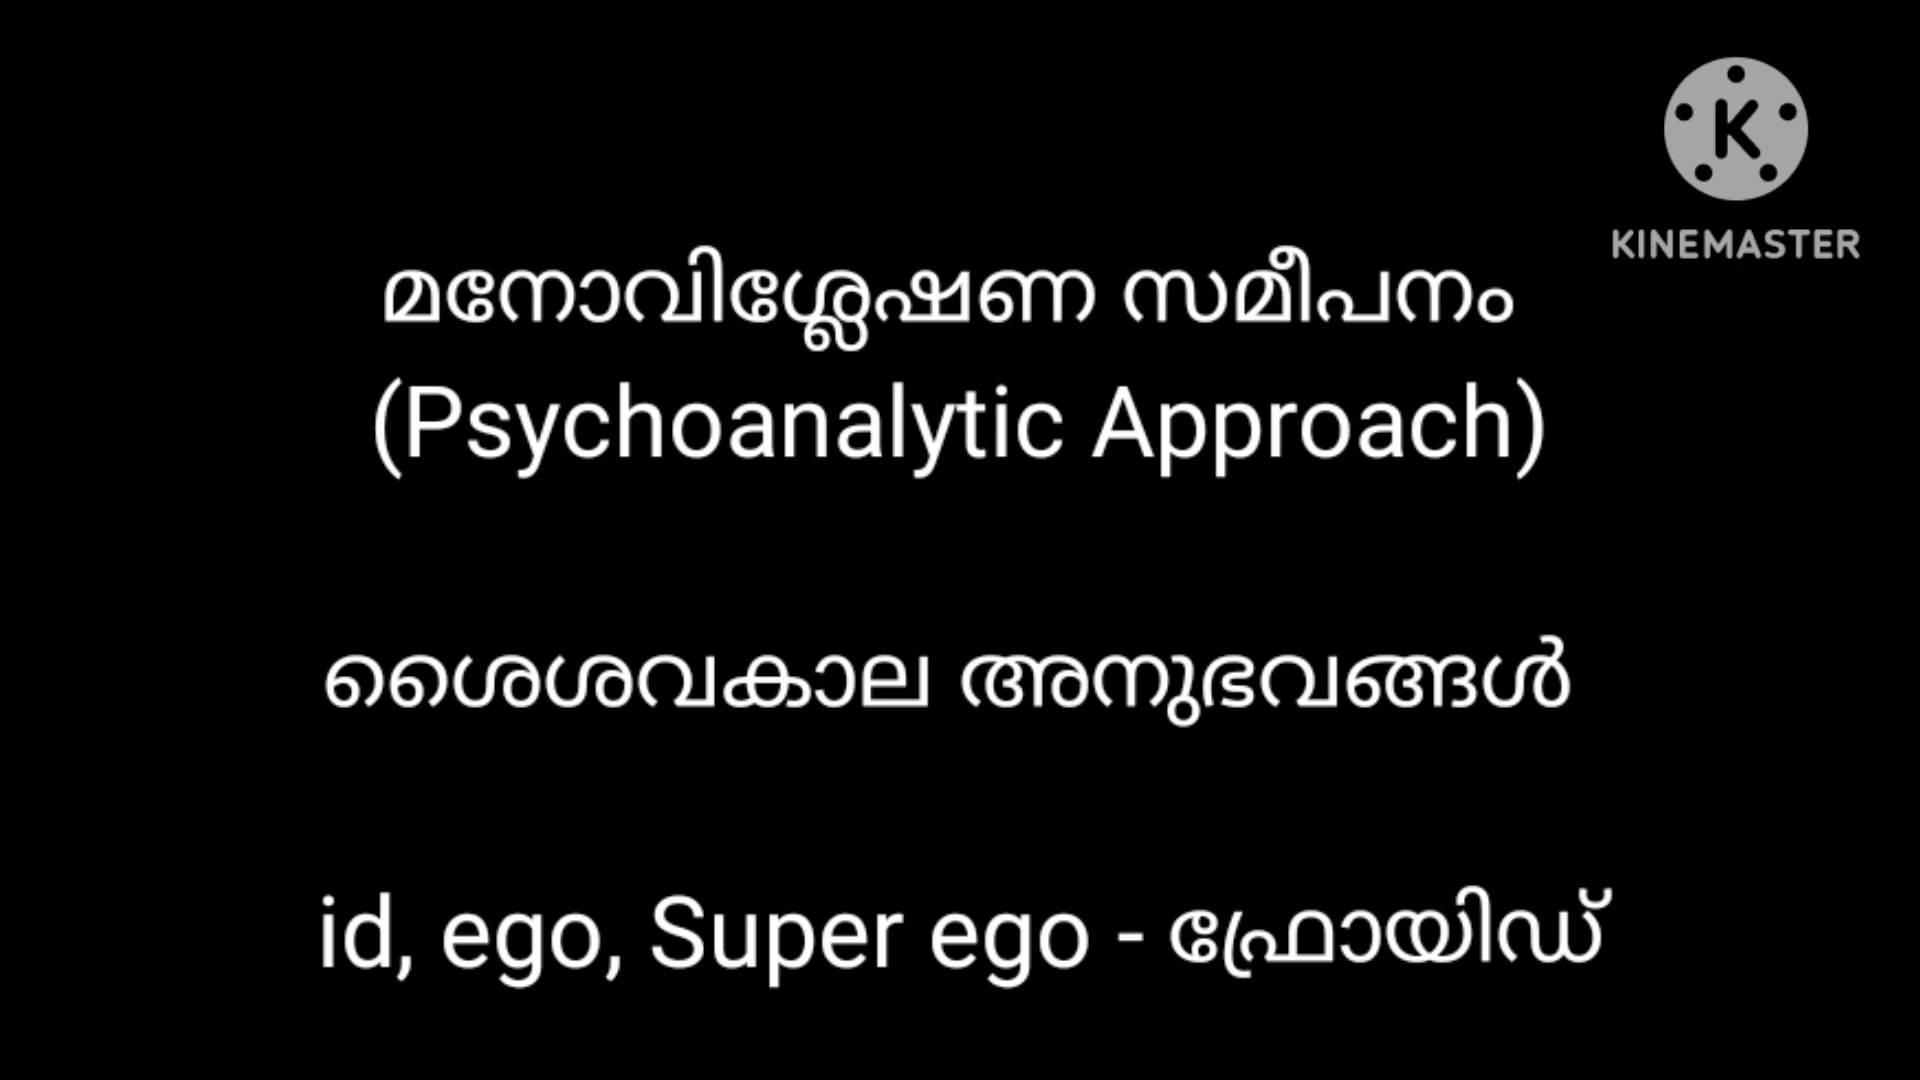 K
KINEMASTER
മനോവിശ്ലേഷണ സമീപനം
(Psychoanalytic Approach)
ശൈശവകാല അനുഭവങ്ങൾ
id, ego, Super ego - ഫ്രോയിഡ്